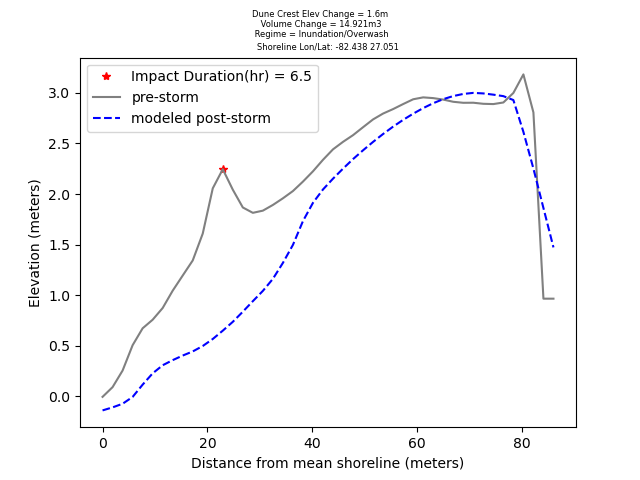 Dune Crest Elev Change = 1.6m
Volume Change = 14.921m3
Regime = Inundation/Overwash
Shoreline Lon/Lat: -82.438 27.051
Impact Duration(hr) = 6.5
pre-storm
modeled post-storm
3.0
2.5
2.0
1.5
1.0
0.5
0.0
Elevation (meters)
0 20 40 60 80
Distance from mean shoreline (meters)